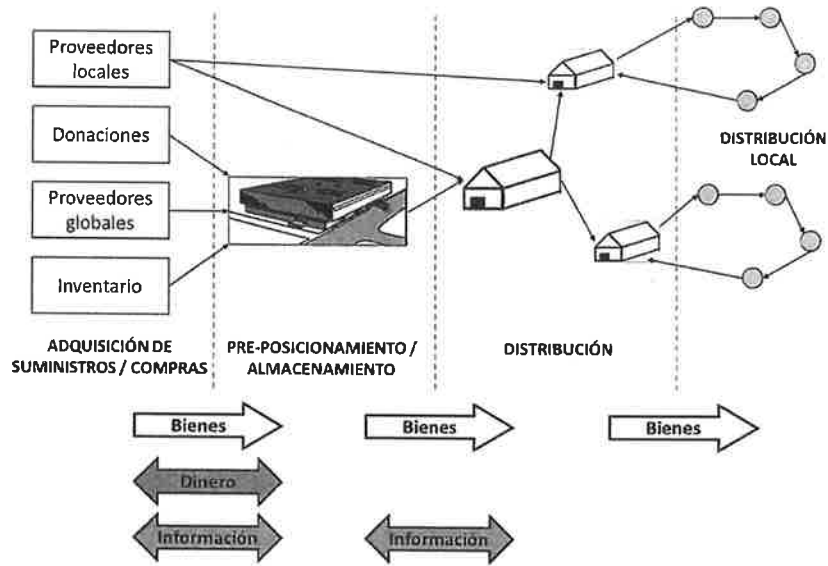 Proveedores
locales
Donaciones
Proveedores
globales
Inventario
DISTRIBUCIÓN
LOCAL
ADQUISICIÓN DE
SUMINISTROS / COMPRAS
PRE-POSICIONAMIENTO /
ALMACENAMIENTO
DISTRIBUCIÓN
Bienes
Bienes
Bienes
Dinero
Información
Información